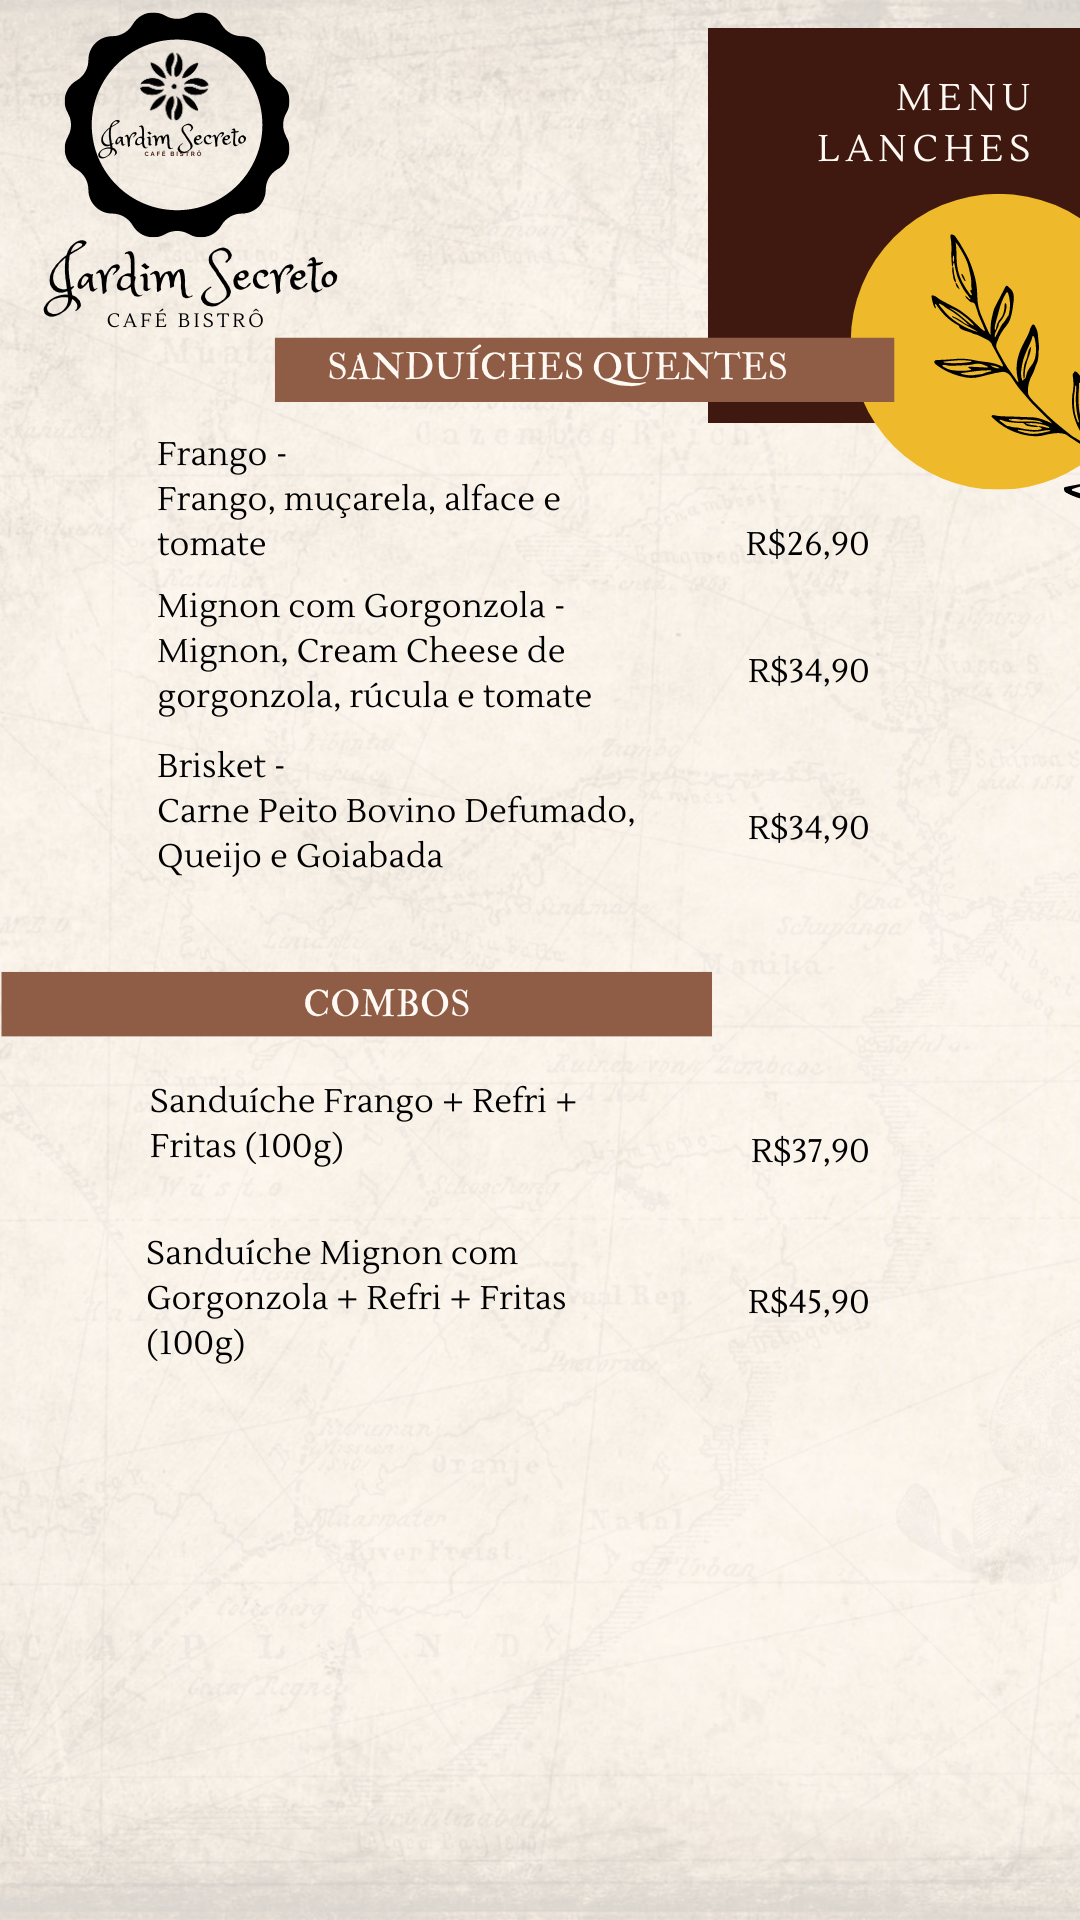 Jardim Secreto
CAFÉ BISTRÔ
Jardim Secreto
CAFÉ BISTRÔ
MENU
LANCHES
SANDUÍCHES QUENTES
Frango -
Frango, muçarela, alface e
tomate
R$26,90
Mignon com Gorgonzola -
Mignon, Cream Cheese de
gorgonzola, rúcula e tomate
R$34,90
Brisket -
Carne Peito Bovino Defumado,
Queijo e Goiabada
R$34,90
COMBOS
Sanduíche Frango + Refri +
Fritas (100g)
R$37,90
Sanduíche Mignon com
Gorgonzola + Refri + Fritas
(100g)
R$45,90
Manika
Oranje
Natal